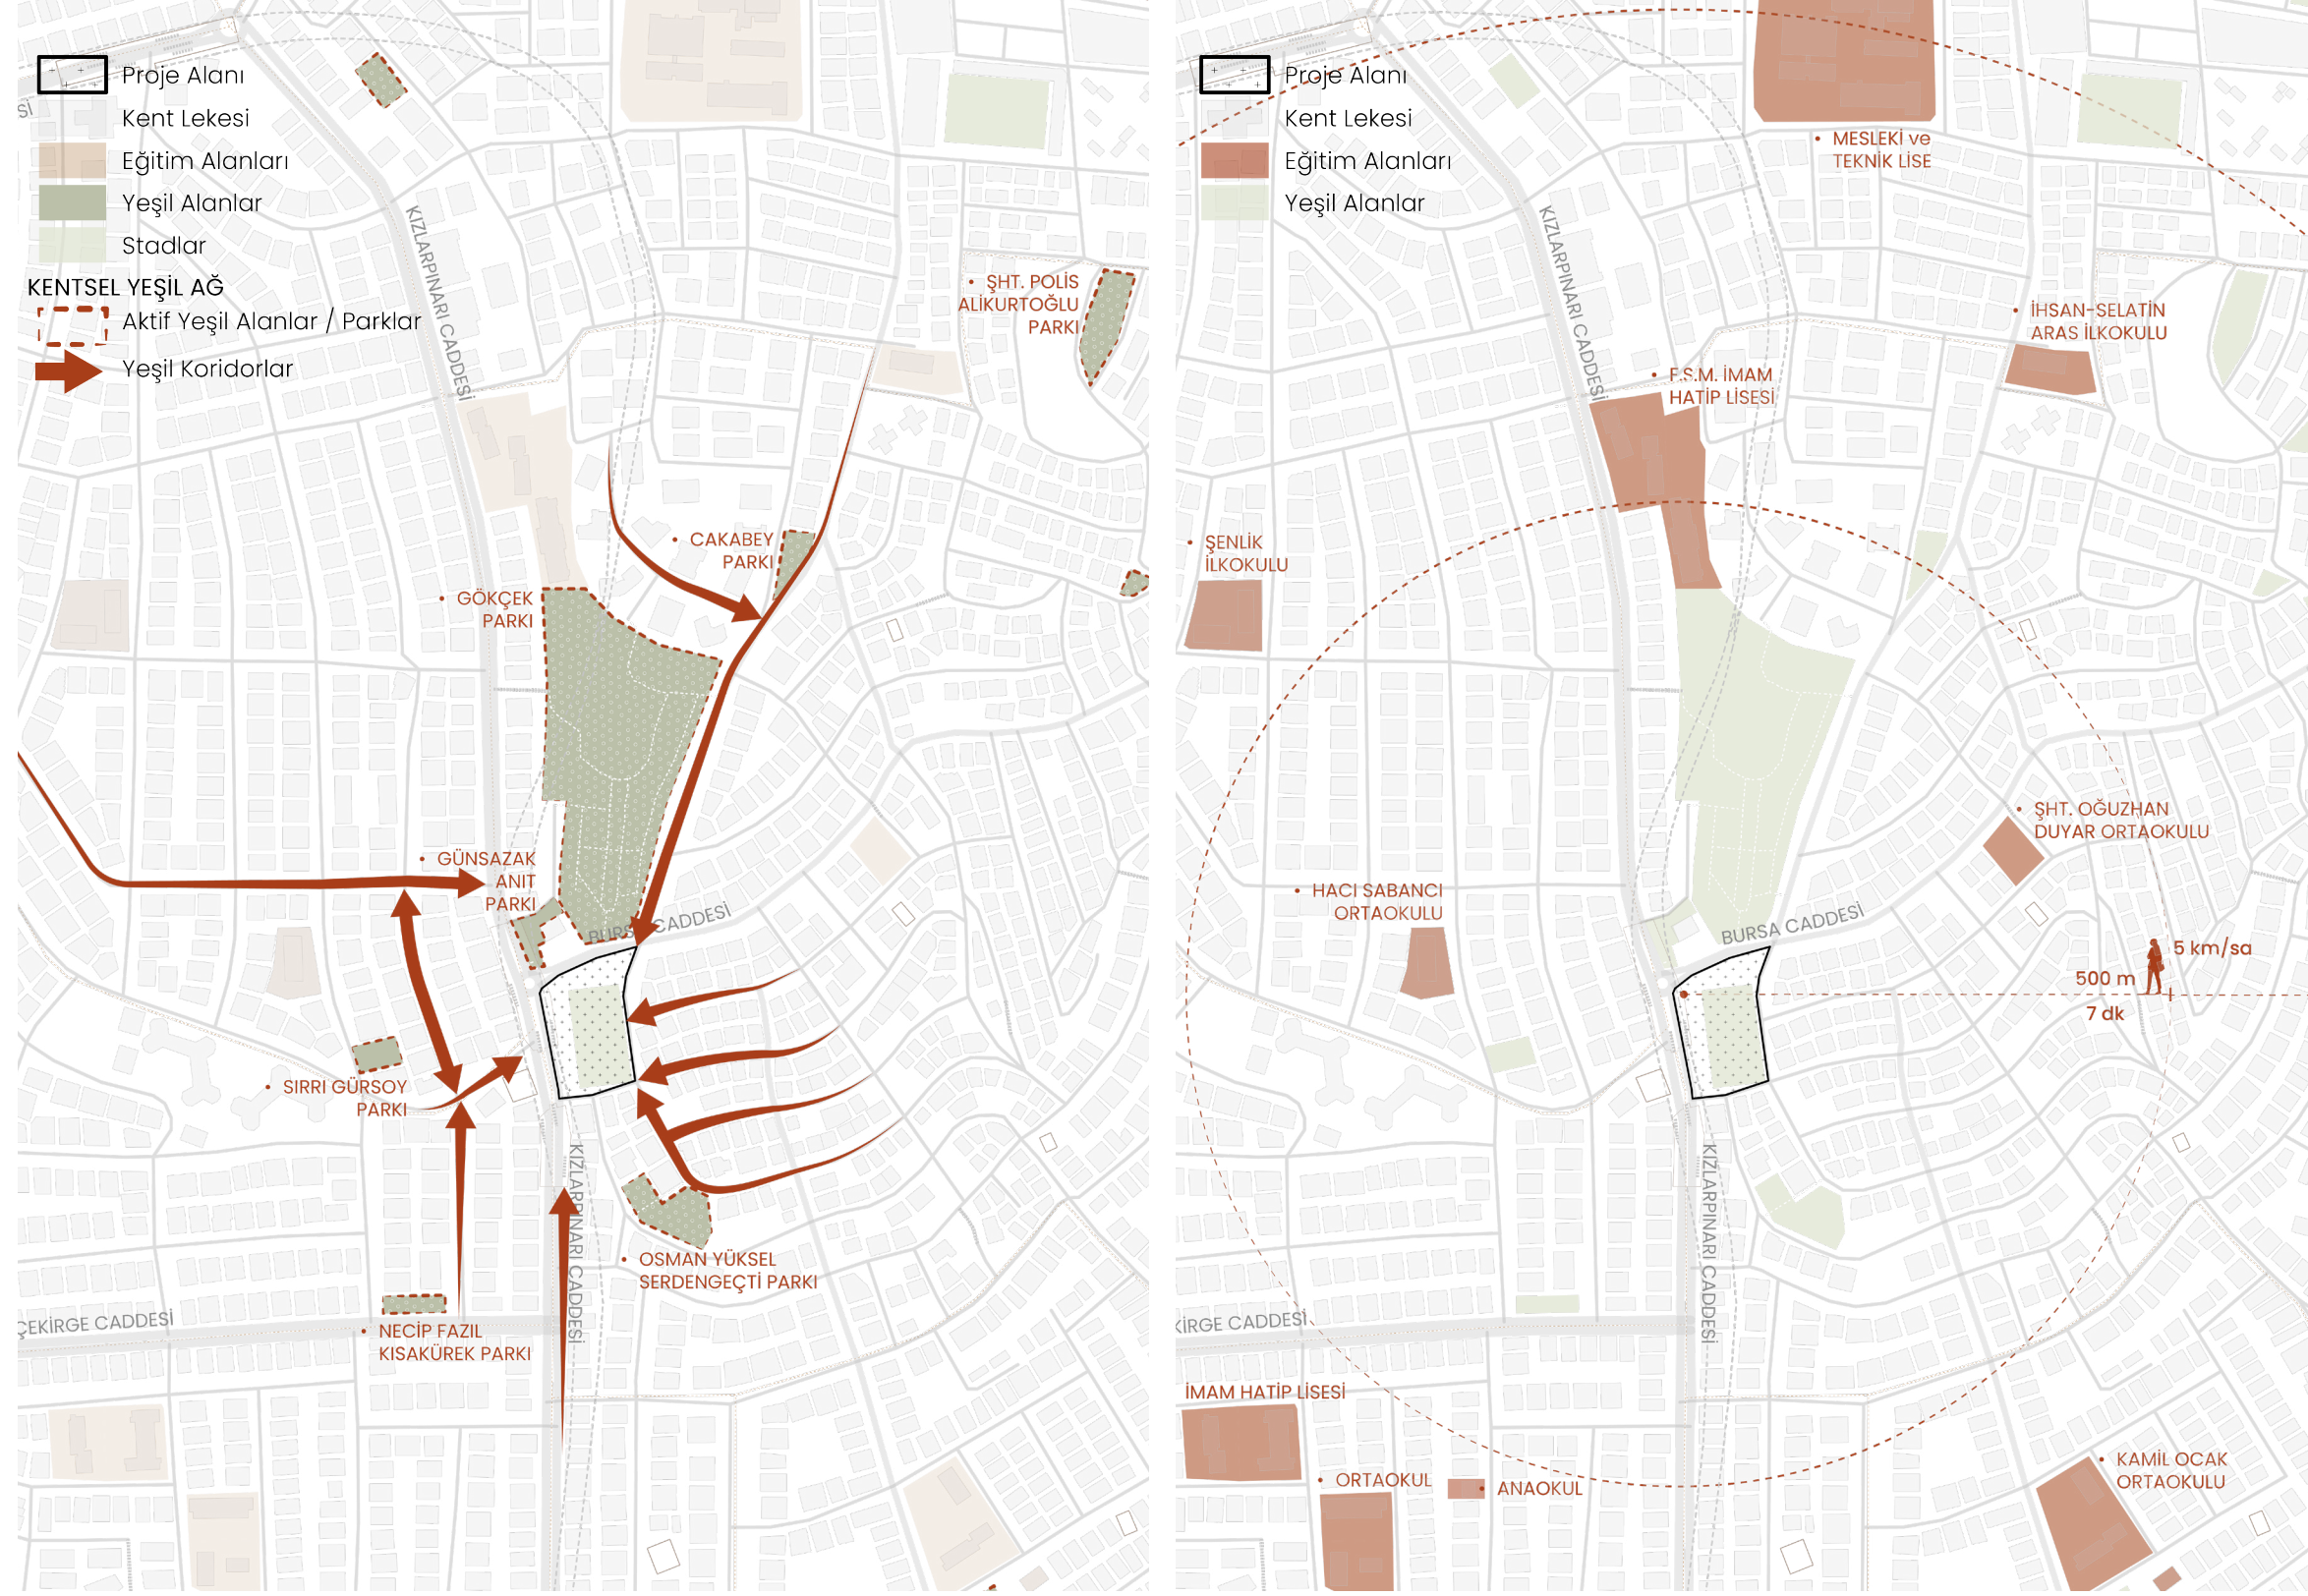 Sİ
Proje Alanı
Kent Lekesi
Eğitim Alanları
Yeşil Alanlar
Stadlar
KENTSEL YEŞİL AĞ
Aktif Yeşil Alanlar / Parklar
Yeşil Koridorlar
KIZLARPINARI CADDESİ
• ŞHT. POLİS
ALİKURTOĞLU
PARKI
• CAKABEY
PARKI
• GÖKÇEK
PARKI
• GÜNSAZAK
ANIT
PARKI
BURSA CADDESİ
• SIRRI GÜRSOY
PARKI
KIZLARPINARI CADDESİ
• OSMAN YÜKSEL
SERDENGEÇTİ PARKI
ÇEKİRGE CADDESİ
• NECİP FAZIL
KISAKÜREK PARKI
Proje Alanı
Kent Lekesi
Eğitim Alanları
Yeşil Alanlar
• MESLEKİ ve
TEKNİK LİSE
KIZLARPINARI CADDESİ
• İHSAN-SELATİN
ARAS İLKOKULU
• F.S.M. İMAM
HATİP LİSESİ
• ŞENLİK
İLKOKULU
• ŞHT. OĞUZHAN
DUYAR ORTAOKULU
• HACI SABANCI
ORTAOKULU
BURSA CADDESİ
5 km/sa
500 m
7 dk
KIZLARPINARI CADDESİ
KİRGE CADDESİ
İMAM HATİP LİSESİ
• ORTAOKUL
• ANAOKUL
• KAMİL OCAK
ORTAOKULU